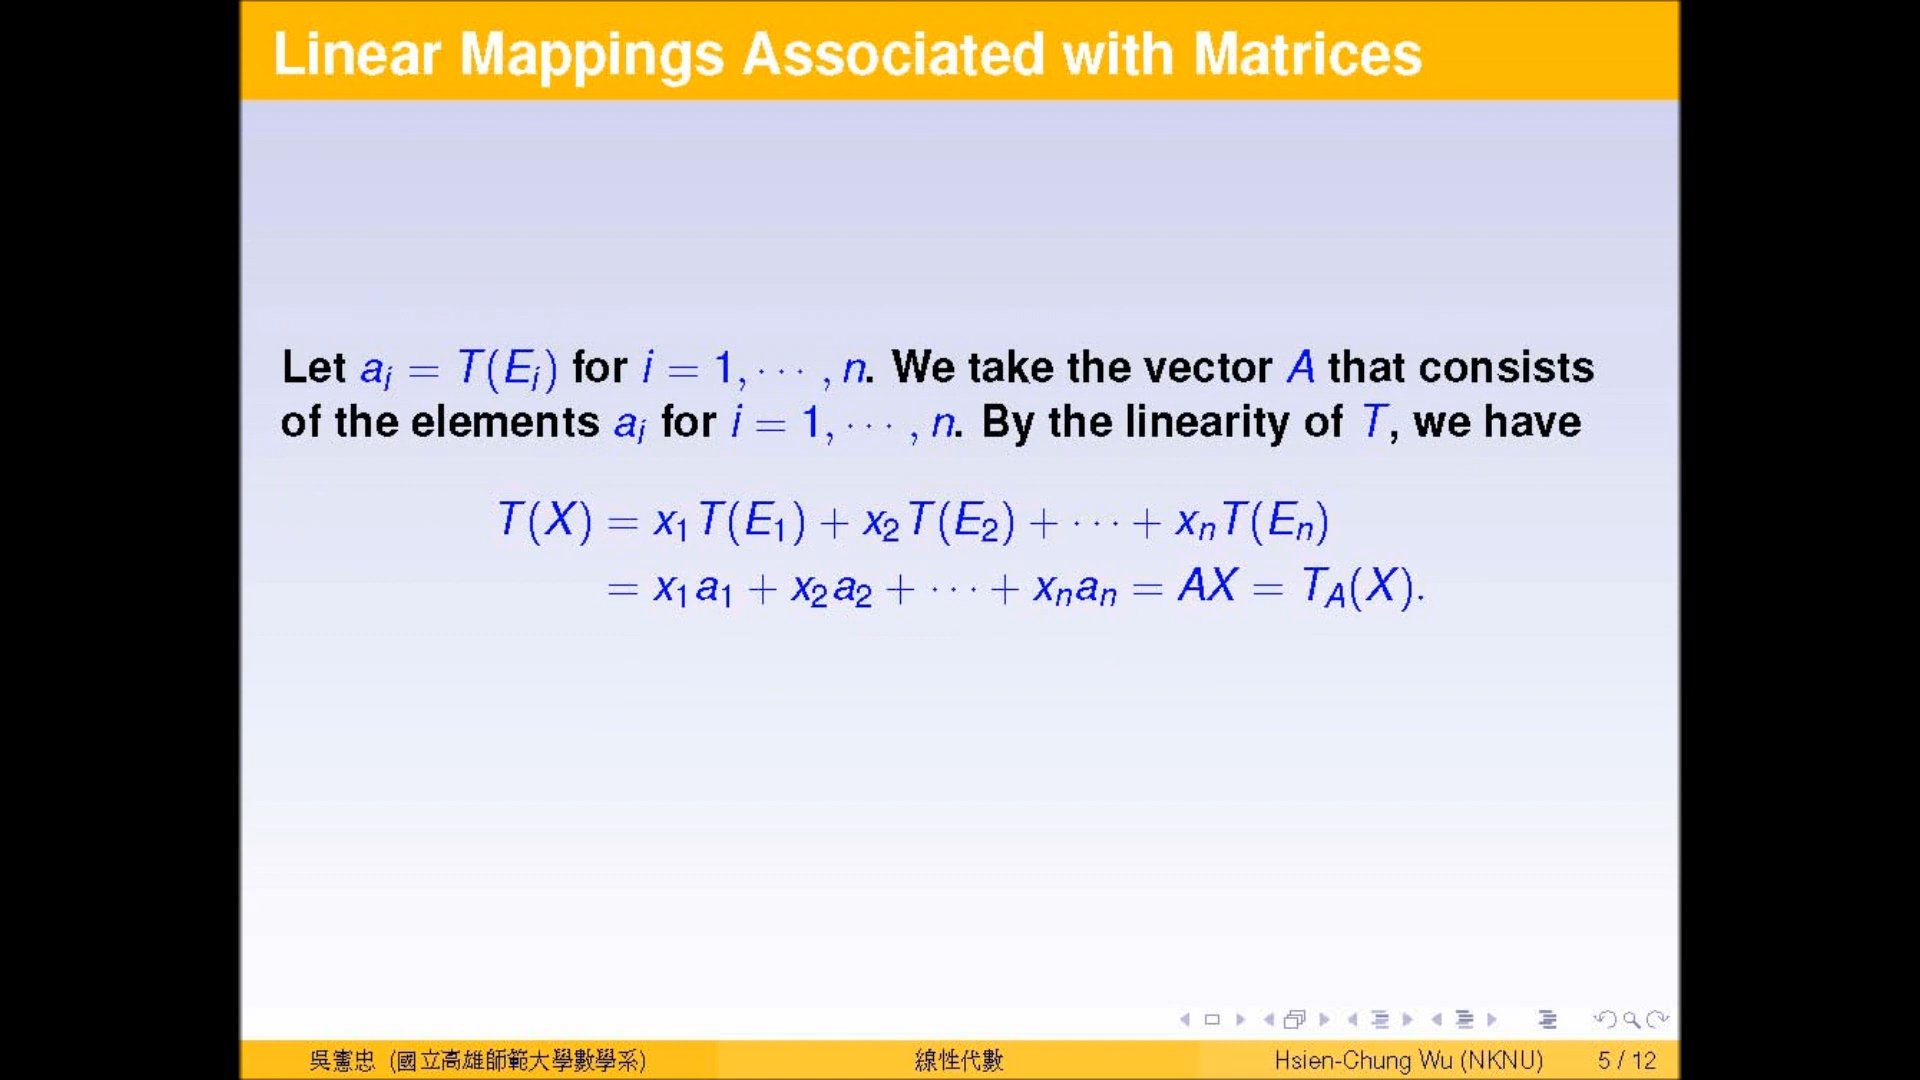 Linear Mappings Associated with Matrices
Let aᵢ = T(Eᵢ) for i = 1, ⋯ , n. We take the vector A that consists
of the elements aᵢ for i = 1, ⋯ , n. By the linearity of T, we have
T(X) = x₁T(E₁) + x₂T(E₂) + ⋯ + xₙT(Eₙ)
= x₁a₁ + x₂a₂ + ⋯ + xₙaₙ = AX = T_A(X).
吳憲忠 (國立高雄師範大學數學系) 線性代數 Hsien-Chung Wu (NKNU) 5 / 12